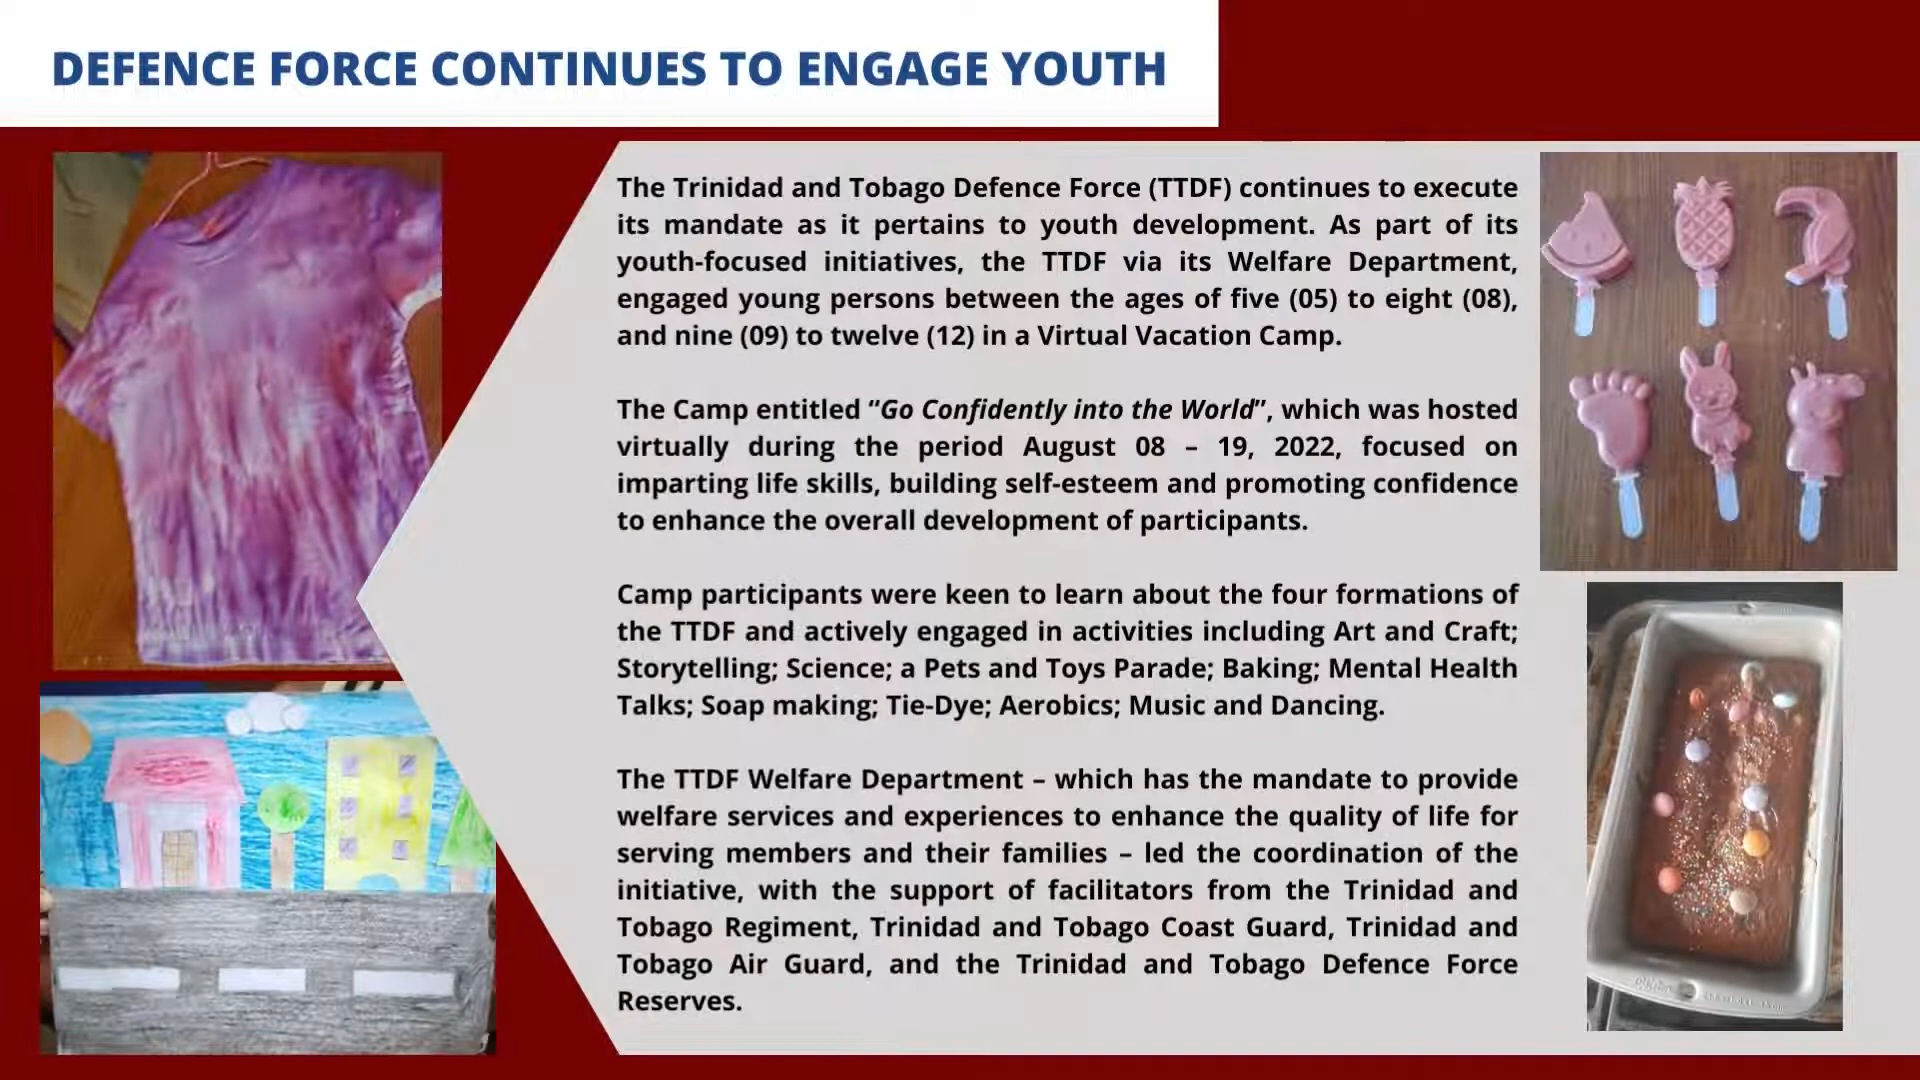 DEFENCE FORCE CONTINUES TO ENGAGE YOUTH
The Trinidad and Tobago Defence Force (TTDF) continues to execute
its mandate as it pertains to youth development. As part of its
youth-focused initiatives, the TTDF via its Welfare Department,
engaged young persons between the ages of five (05) to eight (08),
and nine (09) to twelve (12) in a Virtual Vacation Camp.
The Camp entitled “Go Confidently into the World”, which was hosted
virtually during the period August 08 – 19, 2022, focused on
imparting life skills, building self-esteem and promoting confidence
to enhance the overall development of participants.
Camp participants were keen to learn about the four formations of
the TTDF and actively engaged in activities including Art and Craft;
Storytelling; Science; a Pets and Toys Parade; Baking; Mental Health
Talks; Soap making; Tie-Dye; Aerobics; Music and Dancing.
The TTDF Welfare Department – which has the mandate to provide
welfare services and experiences to enhance the quality of life for
serving members and their families – led the coordination of the
initiative, with the support of facilitators from the Trinidad and
Tobago Regiment, Trinidad and Tobago Coast Guard, Trinidad and
Tobago Air Guard, and the Trinidad and Tobago Defence Force
Reserves.